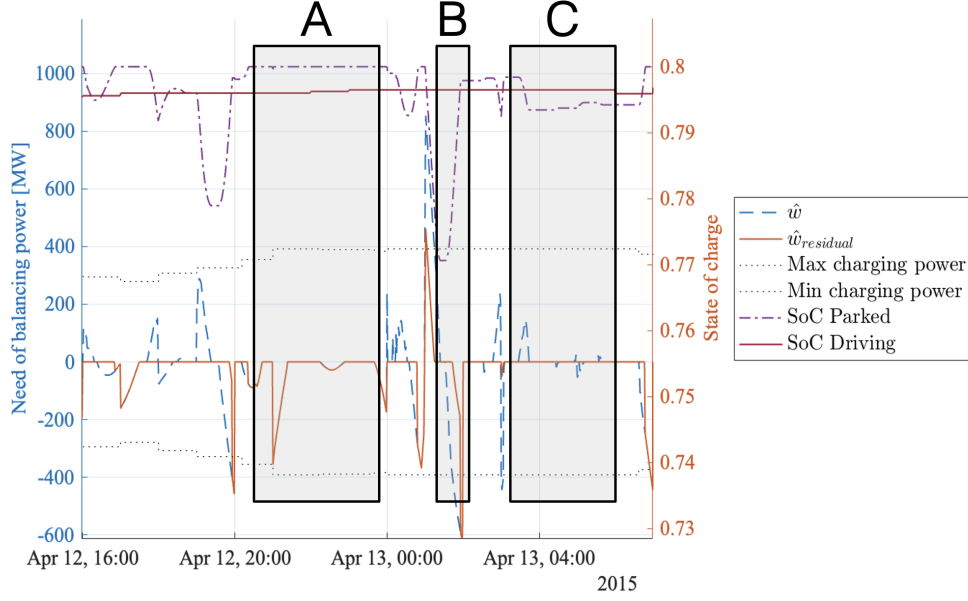 A B C
1000
800
600
400
200
0
-200
-400
-600
Need of balancing power [MW]
0.8
0.79
0.78
0.77
0.76
0.75
0.74
0.73
State of charge
Apr 12, 16:00 Apr 12, 20:00 Apr 13, 00:00 Apr 13, 04:00
2015
ŵ
ŵ_residual
Max charging power
Min charging power
SoC Parked
SoC Driving